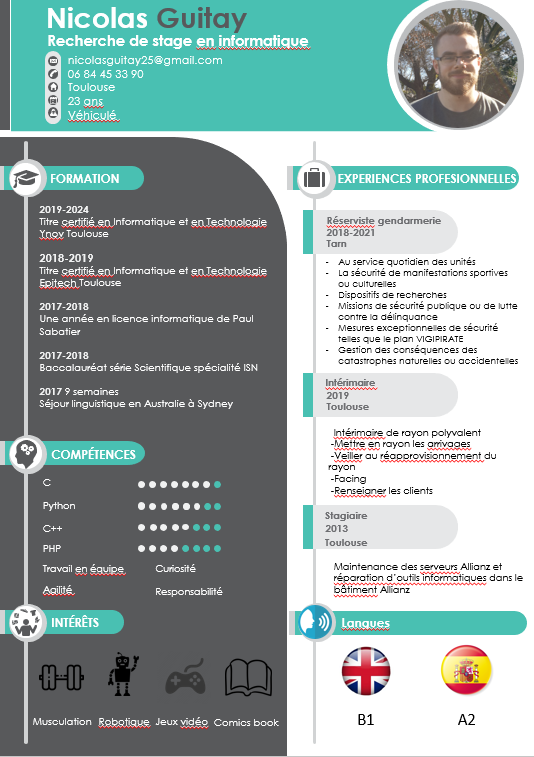 Nicolas Guitay
Recherche de stage en informatique
nicolasguitay25@gmail.com
06 84 45 33 90
Toulouse
23 ans
Véhiculé
FORMATION
2019-2024
Titre certifié en Informatique et en Technologie
Ynov Toulouse
2018-2019
Titre certifié en Informatique et en Technologie
Epitech Toulouse
2017-2018
Une année en licence informatique de Paul
Sabatier
2017-2018
Baccalauréat série Scientifique spécialité ISN
2017 9 semaines
Séjour linguistique en Australie à Sydney
COMPÉTENCES
C
Python
C++
PHP
Travail en équipe Curiosité
Agilité Responsabilité
INTÉRÊTS
Musculation Robotique Jeux vidéo Comics book
EXPERIENCES PROFESIONNELLES
Réserviste gendarmerie
2018-2021
Tarn
- Au service quotidien des unités
- La sécurité de manifestations sportives
ou culturelles
- Dispositifs de recherches
- Missions de sécurité publique ou de lutte
contre la délinquance
- Mesures exceptionnelles de sécurité
telles que le plan VIGIPIRATE
- Gestion des conséquences des
catastrophes naturelles ou accidentelles
Intérimaire
2019
Toulouse
Intérimaire de rayon polyvalent
-Mettre en rayon les arrivages
-Veiller au réapprovisionnement du
rayon
-Facing
-Renseigner les clients
Stagiaire
2013
Toulouse
Maintenance des serveurs Allianz et
réparation d'outils informatiques dans le
bâtiment Allianz
Langues
B1 A2